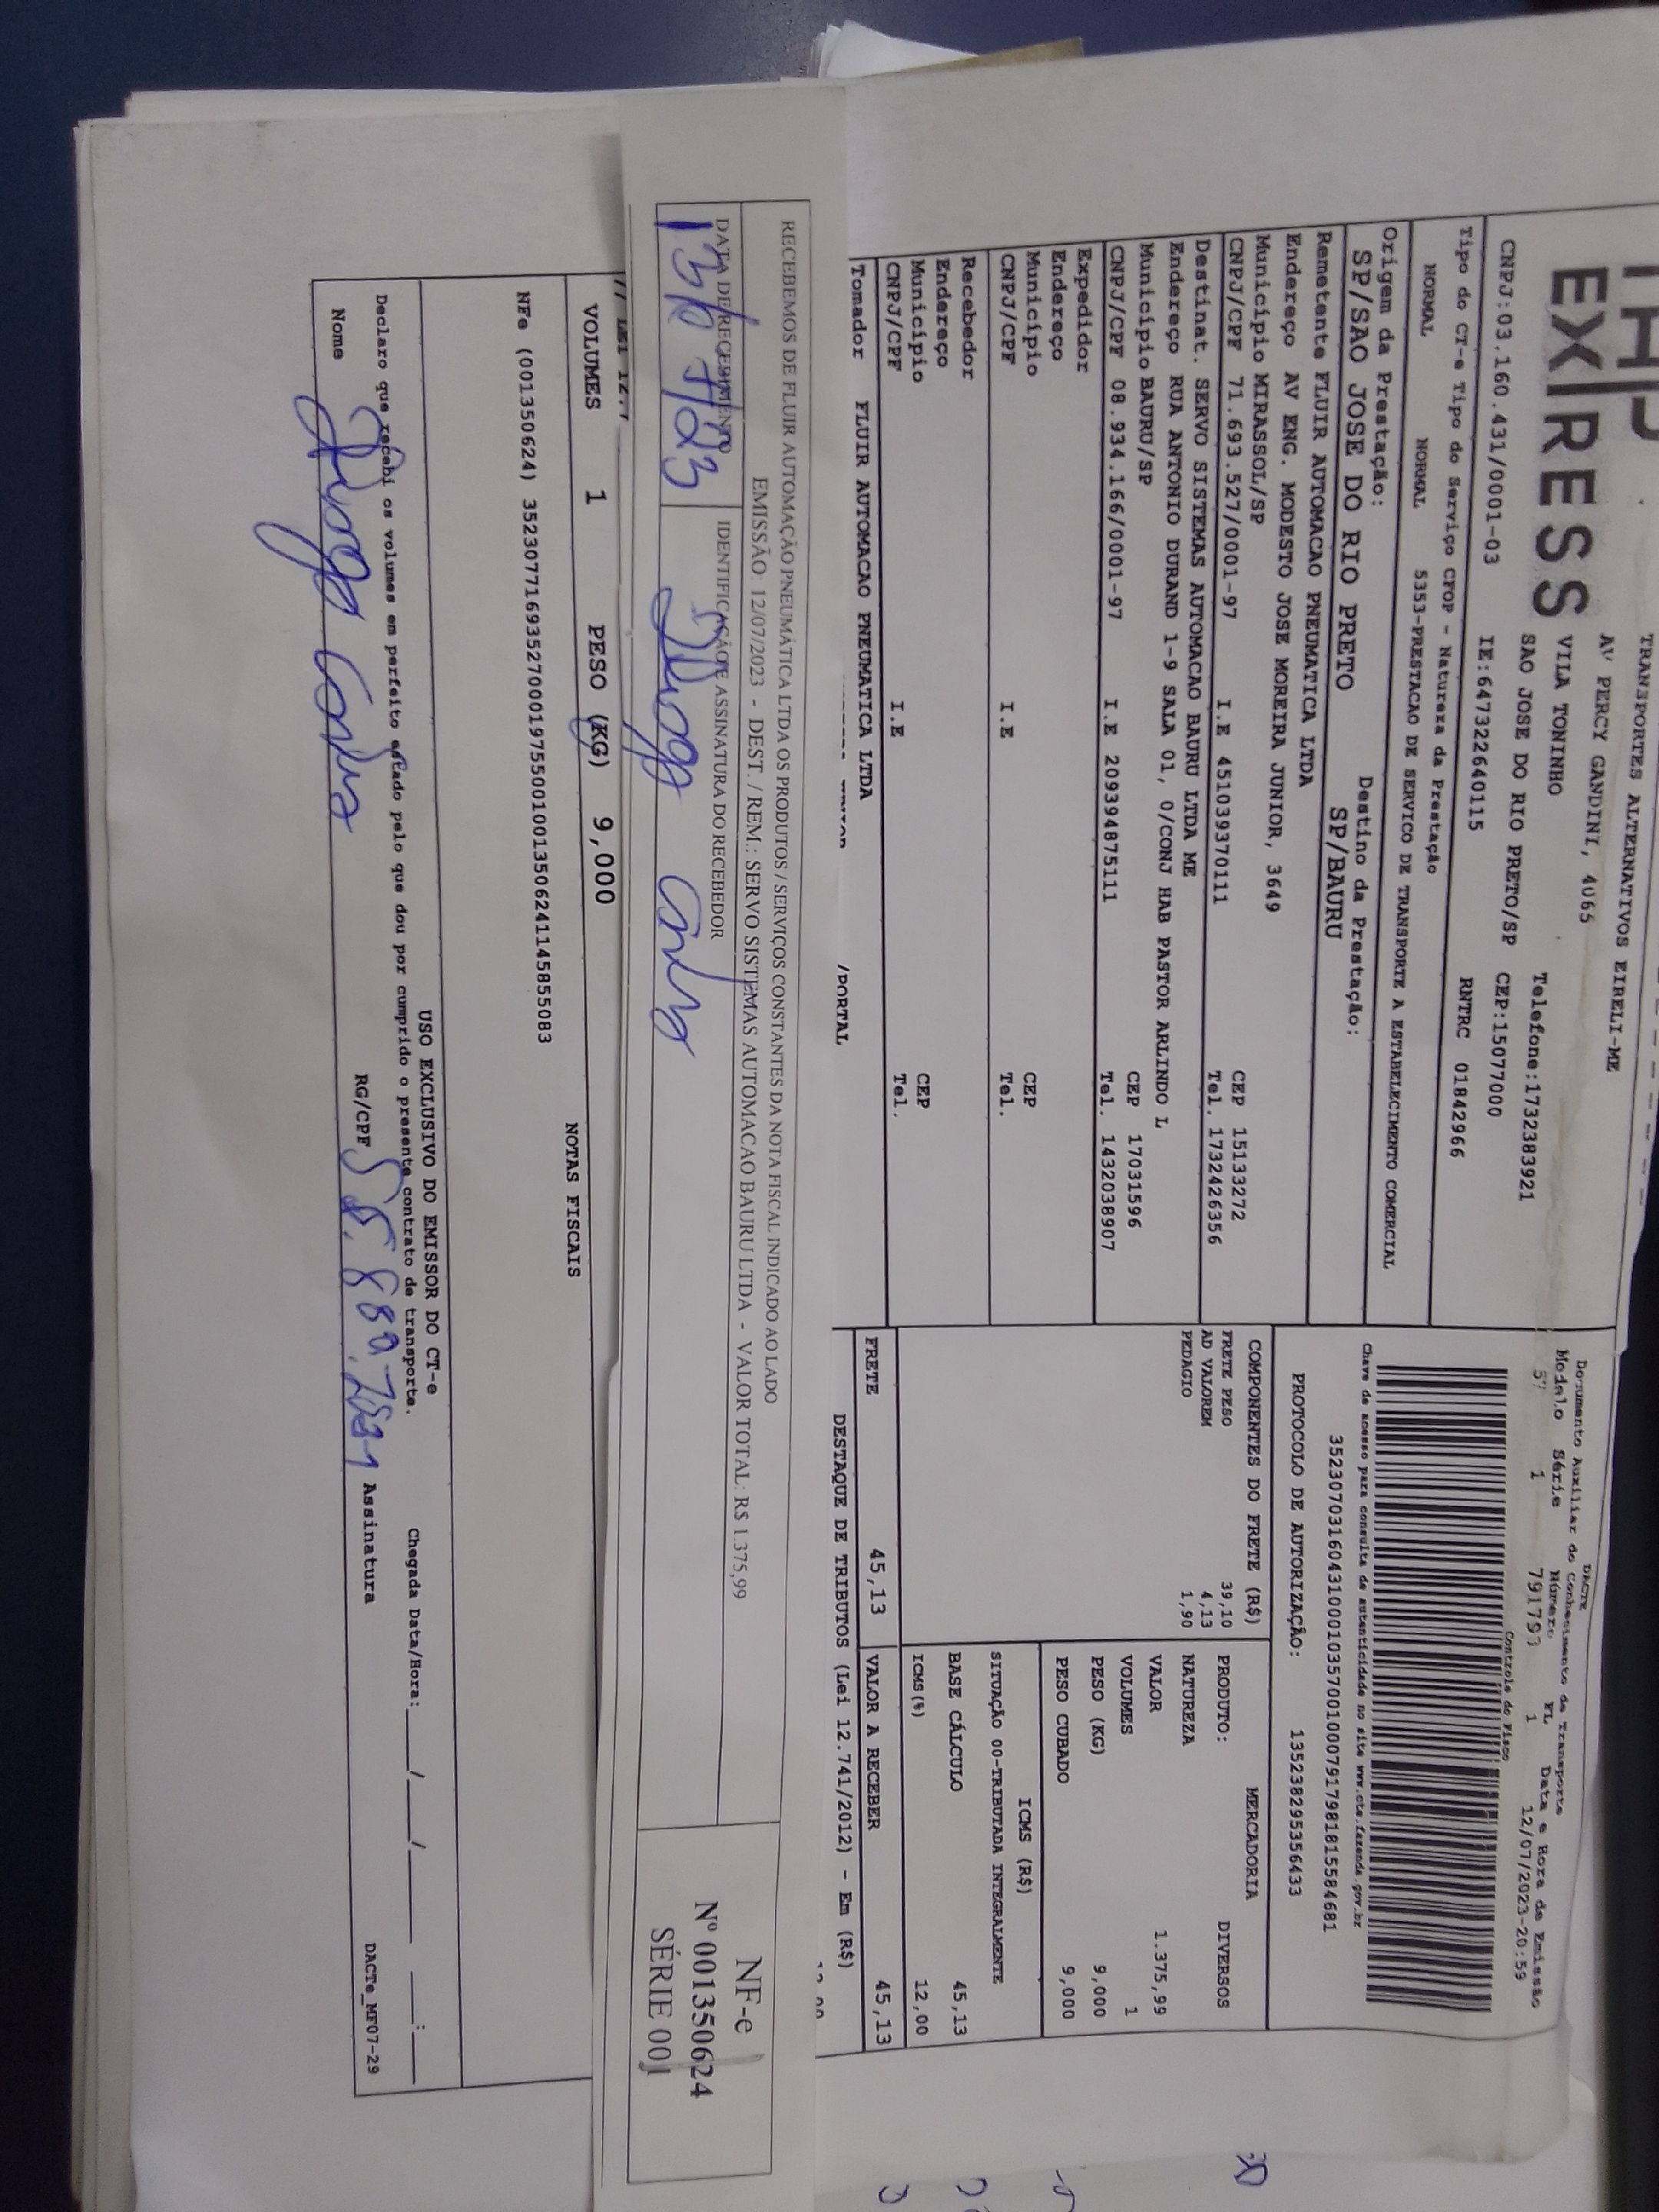 EXPRESS
TRANSPORTES ALTERNATIVOS EIRELI-ME
AV PERCY GANDINI, 4065
VILA TONINHO
SAO JOSE DO RIO PRETO/SP
Telefone:1732383921
CEP:15077000
CNPJ:03.160.431/0001-03 IE:647322640115 RNTRC 01842966
Tipo do CT-e Tipo do Serviço CFOP - Natureza da Prestação
NORMAL NORMAL 5353-PRESTACAO DE SERVICO DE TRANSPORTE A ESTABELECIMENTO COMERCIAL
Origem da Prestação: Destino da Prestação:
SP/SAO JOSE DO RIO PRETO SP/BAURU
Remetente FLUIR AUTOMACAO PNEUMATICA LTDA
Endereço AV ENG. MODESTO JOSE MOREIRA JUNIOR, 3649
Município MIRASSOL/SP CEP 15133272
CNPJ/CPF 71.693.527/0001-97 I.E 451039370111 Tel. 1732426356
Destinat. SERVO SISTEMAS AUTOMACAO BAURU LTDA ME
Endereço RUA ANTONIO DURAND 1-9 SALA 01, 0/CONJ HAB PASTOR ARLINDO L
Município BAURU/SP CEP 17031596
CNPJ/CPF 08.934.166/0001-97 I.E 209394875111 Tel. 1432038907
Expedidor
Endereço
Município CEP
CNPJ/CPF I.E Tel.
Recebedor
Endereço
Município CEP
CNPJ/CPF I.E Tel.
Tomador FLUIR AUTOMACAO PNEUMATICA LTDA
/PORTAL
DACTE
Documento Auxiliar do Conhecimento de Transporte
Modelo Série Número FL Data e Hora de Emissão
57 1 791793 1 12/07/2023-20:59
Controle do Fisco
Chave de acesso para consulta de autenticidade no site www.cte.fazenda.gov.br
35230703160431000103570010007917981815584681
PROTOCOLO DE AUTORIZAÇÃO: 135238295356433
COMPONENTES DO FRETE (R$)
FRETE PESO 39,10
AD VALOREM 4,13
PEDAGIO 1,90
MERCADORIA
PRODUTO: DIVERSOS
NATUREZA
VALOR 1.375,99
VOLUMES 1
PESO (KG) 9,000
PESO CUBADO 9,000
ICMS (R$)
SITUAÇÃO 00-TRIBUTADA INTEGRALMENTE
BASE CÁLCULO 45,13
ICMS(%) 12,00
FRETE 45,13 VALOR A RECEBER 45,13
DESTAQUE DE TRIBUTOS (Lei 12.741/2012) - Em (R$)
RECEBEMOS DE FLUIR AUTOMAÇÃO PNEUMÁTICA LTDA OS PRODUTOS / SERVIÇOS CONSTANTES DA NOTA FISCAL INDICADO AO LADO
EMISSÃO: 12/07/2023 - DEST. / REM.: SERVO SISTEMAS AUTOMACAO BAURU LTDA - VALOR TOTAL: R$ 1.375,99
DATA DE RECEBIMENTO IDENTIFICAÇÃO E ASSINATURA DO RECEBEDOR
13/07/23
NF-e
Nº 001350624
SÉRIE 001
VOLUMES 1 PESO (KG) 9,000
NOTAS FISCAIS
NFe (001350624) 35230771693527000197550010013506241145855083
USO EXCLUSIVO DO EMISSOR DO CT-e
Declaro que recebi os volumes em perfeito estado pelo que dou por cumprido o presente contrato de transporte.
Chegada Data/Hora: ___/___/___ __:__
Nome RG/CPF Assinatura
DACTe_MF07-29